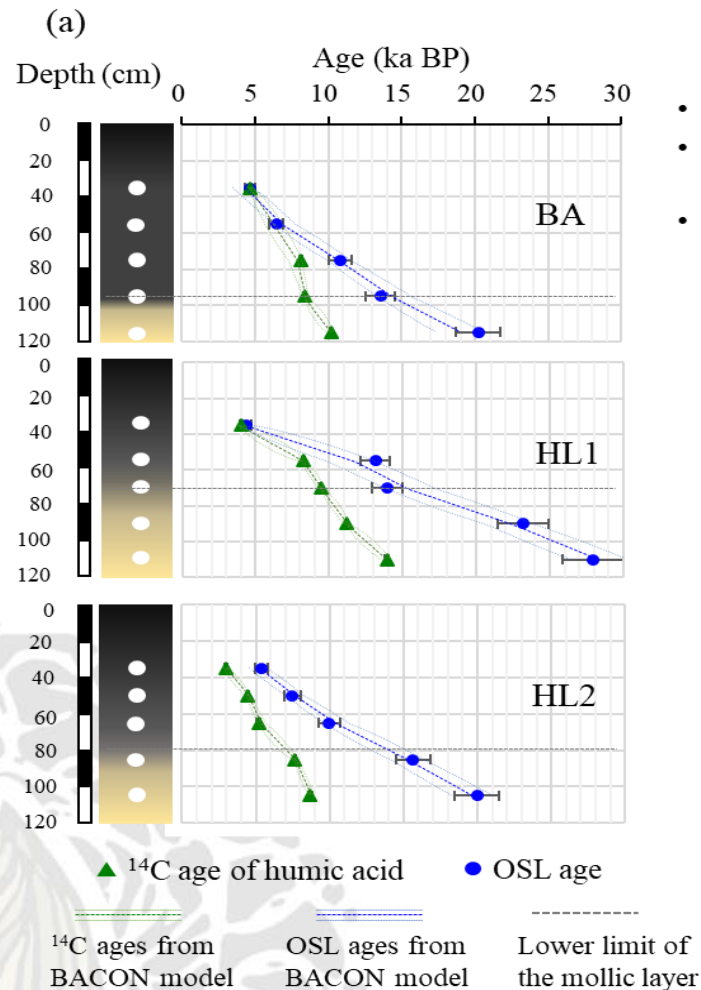 (a)
Age (ka BP)
Depth (cm)
0 5 10 15 20 25 30
0
20
40
60
80
100
120
BA
0
20
40
60
80
100
120
HL1
0
20
40
60
80
100
120
HL2
¹⁴C age of humic acid
OSL age
¹⁴C ages from
BACON model
OSL ages from
BACON model
Lower limit of
the mollic layer